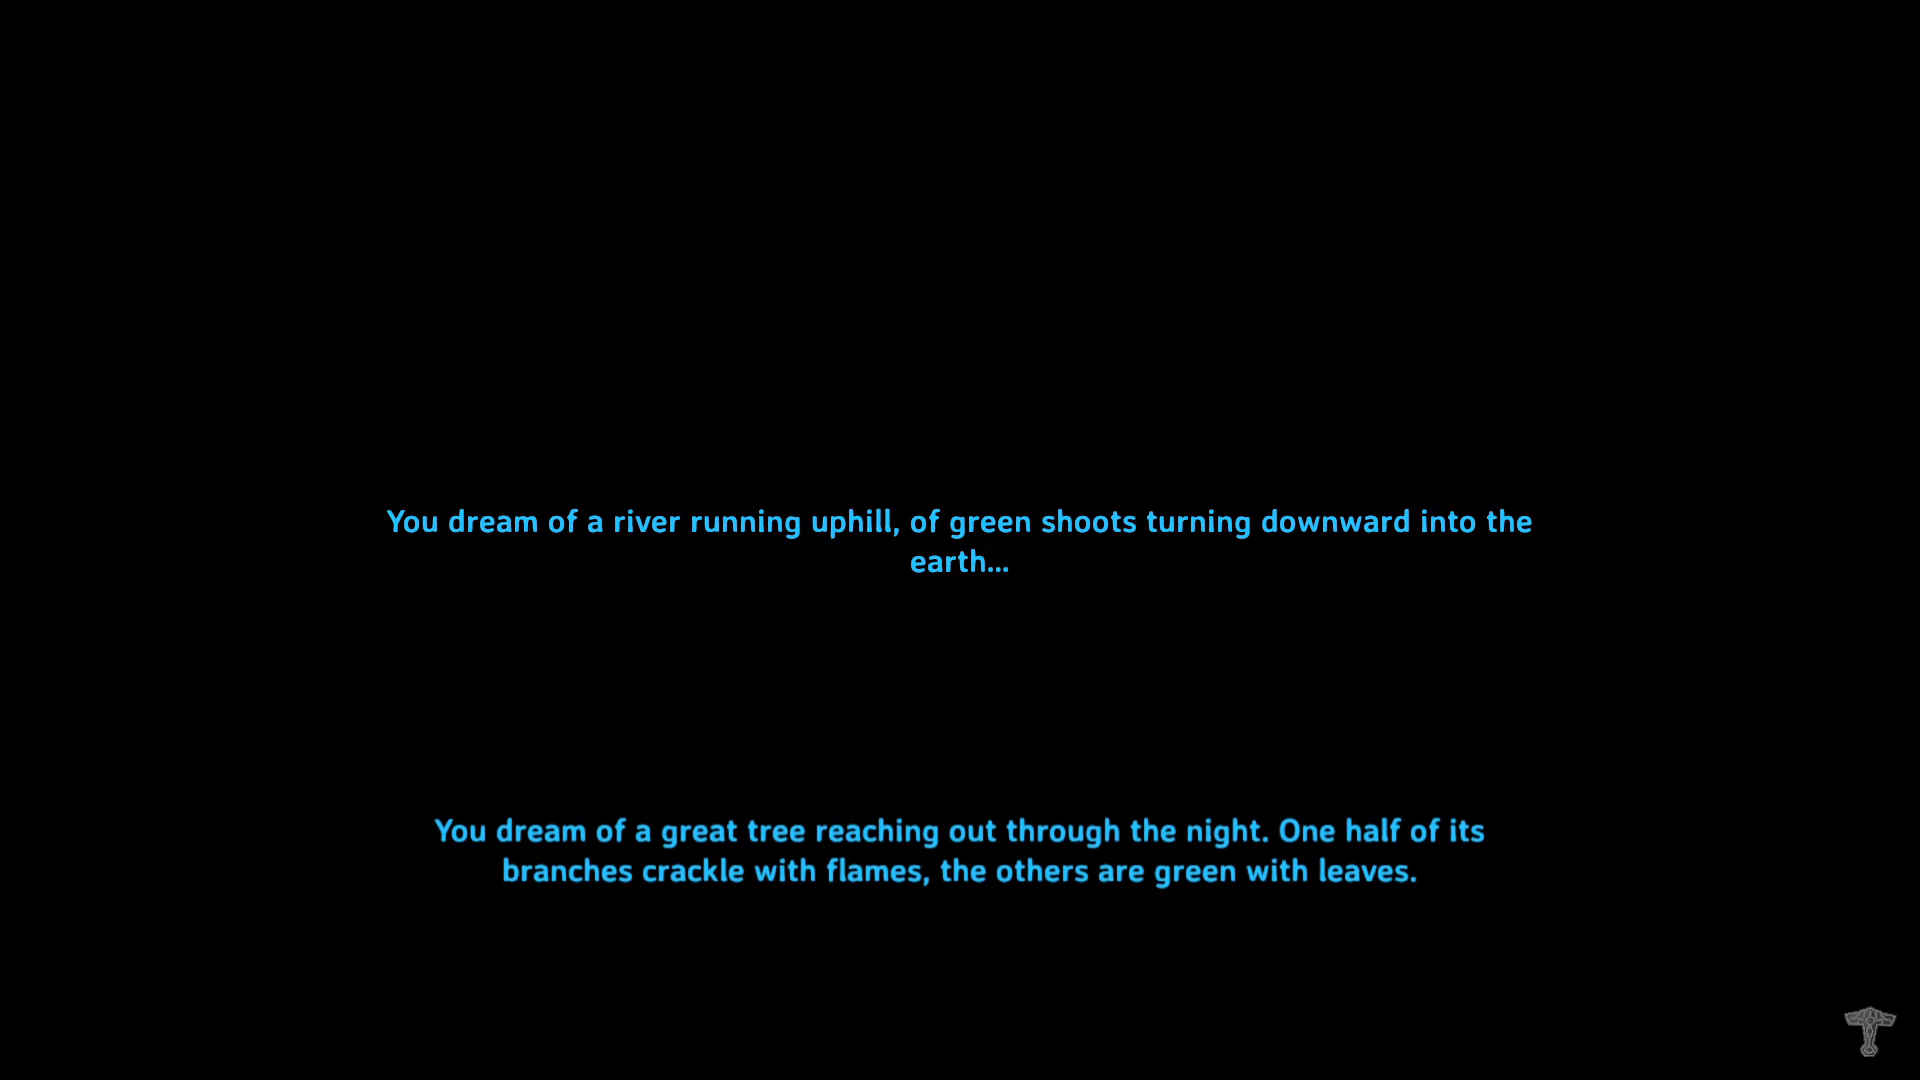 You dream of a river running uphill, of green shoots turning downward into the
earth...
You dream of a great tree reaching out through the night. One half of its
branches crackle with flames, the others are green with leaves.